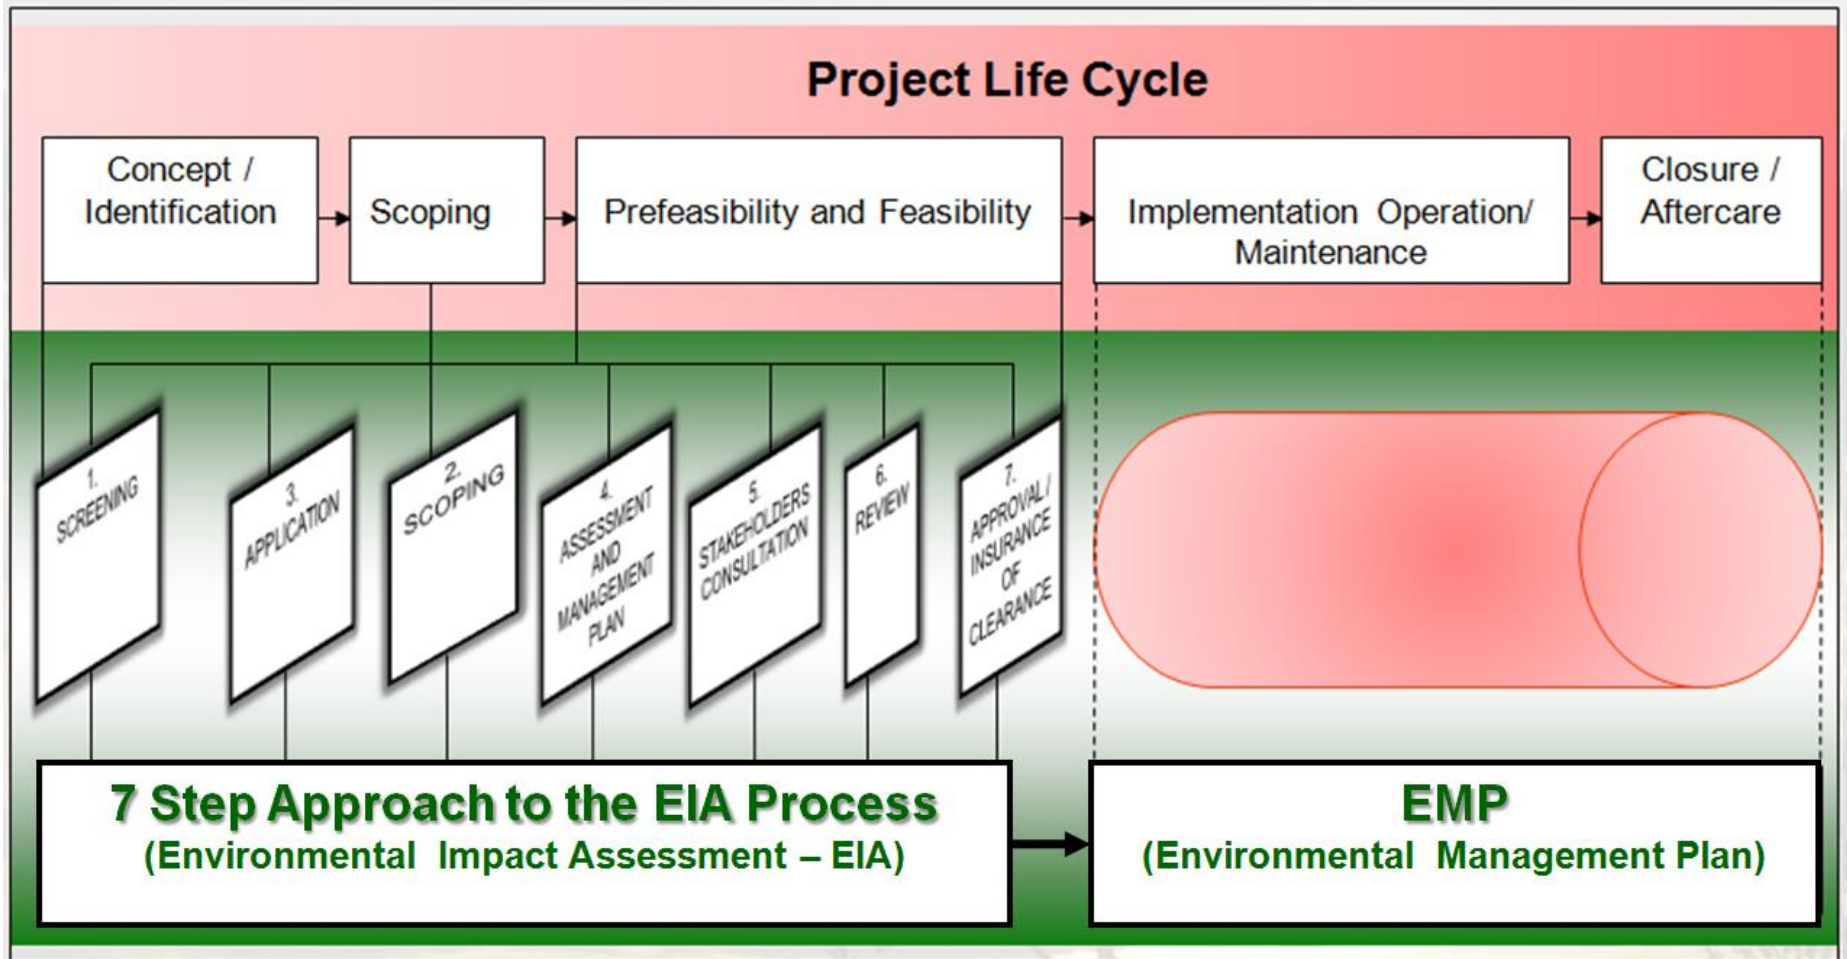 Project Life Cycle
Concept /
Identification
Scoping
Prefeasibility and Feasibility
Implementation Operation/
Maintenance
Closure /
Aftercare
1.
SCREENING
3.
APPLICATION
2.
SCOPING
4.
ASSESSMENT
AND
MANAGEMENT
PLAN
5.
STAKEHOLDERS
CONSULTATION
6.
REVIEW
7.
APPROVAL /
INSURANCE
OF
CLEARANCE
7 Step Approach to the EIA Process
(Environmental Impact Assessment – EIA)
EMP
(Environmental Management Plan)